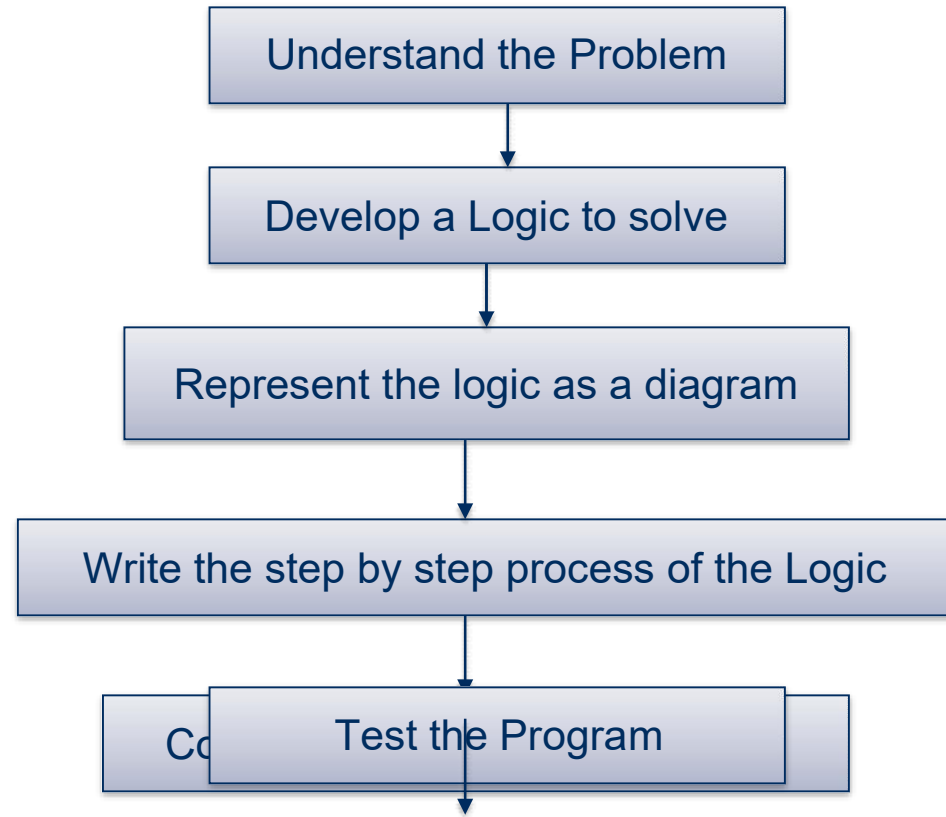 Understand the Problem
Develop a Logic to solve
Represent the logic as a diagram
Write the step by step process of the Logic
Test the Program